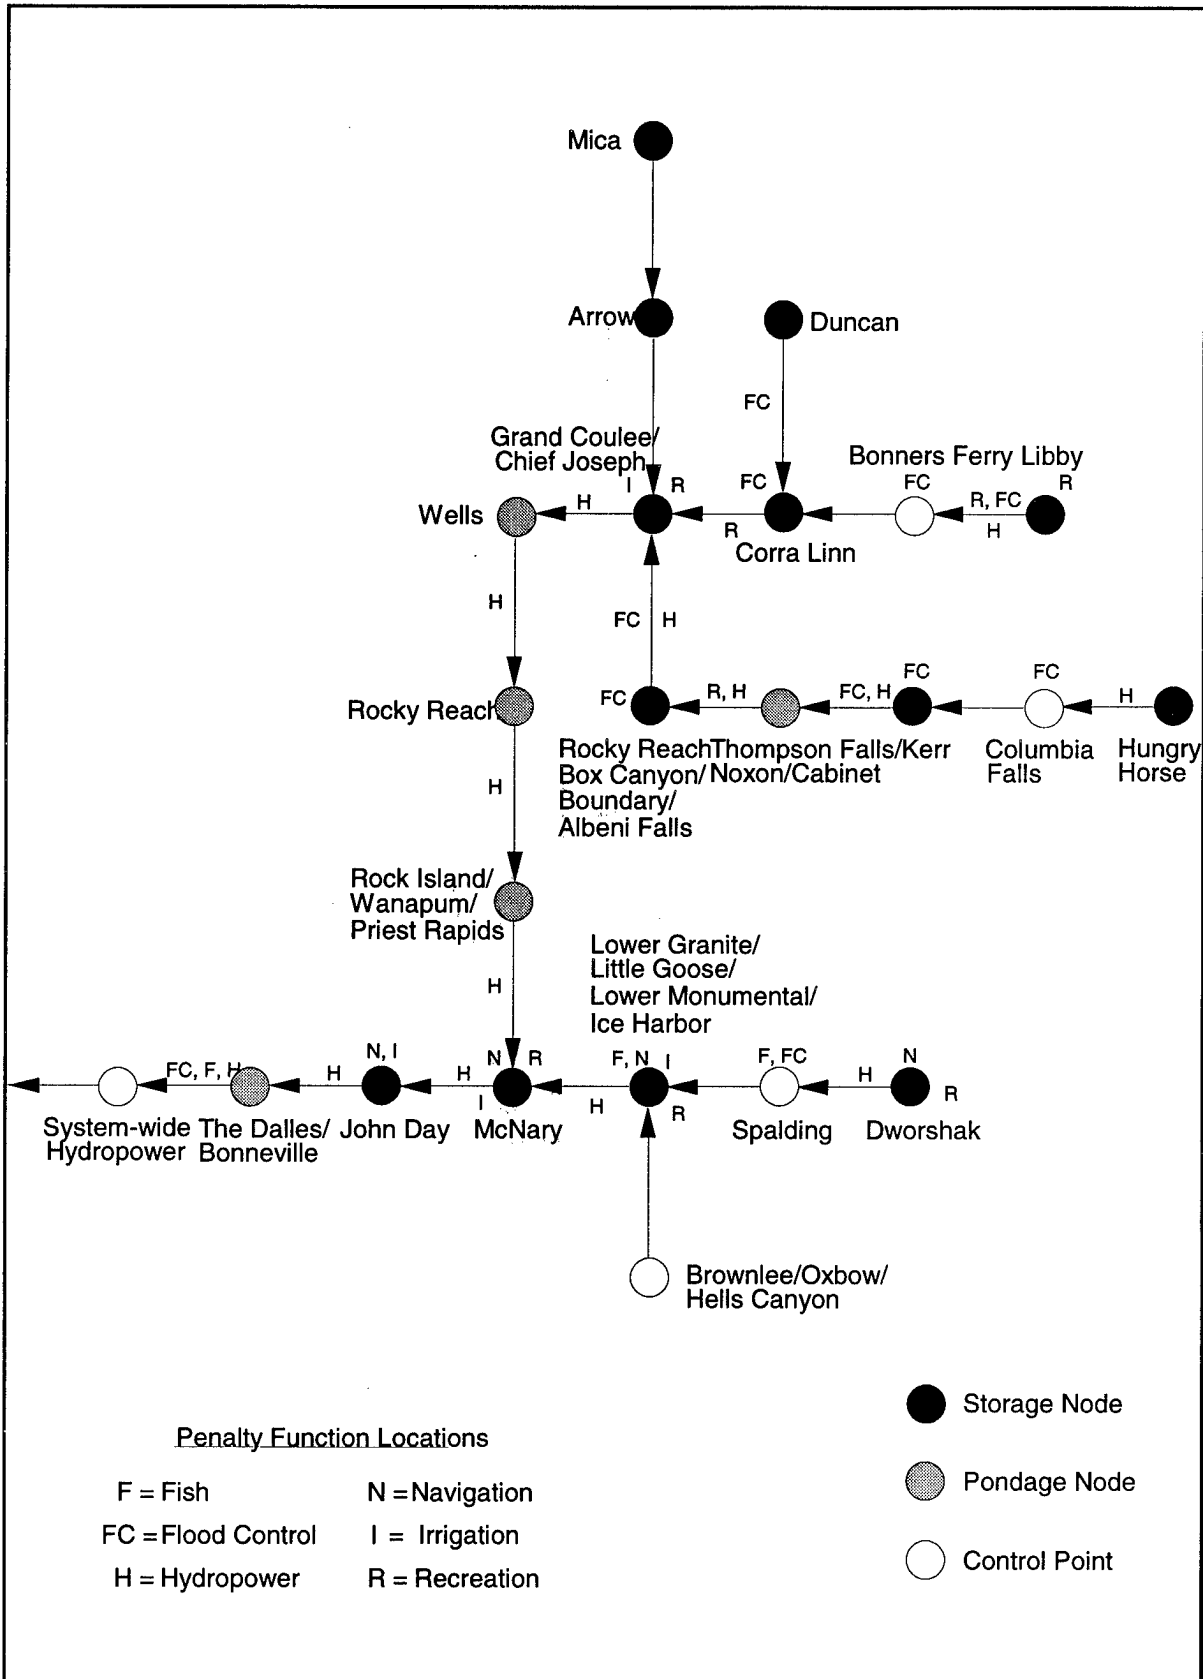 Mica
Arrow
Duncan
FC
Grand Coulee/
Chief Joseph
Bonners Ferry Libby
I
R
FC
FC
R
R, FC
H
Wells
H
R
Corra Linn
H
FC
H
FC
FC
FC
R, H
FC, H
H
Rocky Reach
Rocky Reach
Box Canyon/
Boundary/
Albeni Falls
Thompson Falls/Kerr
Noxon/Cabinet
Columbia
Falls
Hungry
Horse
H
Rock Island/
Wanapum/
Priest Rapids
Lower Granite/
Little Goose/
Lower Monumental/
Ice Harbor
H
FC, F, H
H
N, I
H
N
R
I
F, N
I
H
R
F, FC
H
N
R
System-wide
Hydropower
The Dalles/
Bonneville
John Day
McNary
Spalding
Dworshak
Brownlee/Oxbow/
Hells Canyon
Penalty Function Locations
F = Fish
N = Navigation
FC = Flood Control
I = Irrigation
H = Hydropower
R = Recreation
Storage Node
Pondage Node
Control Point